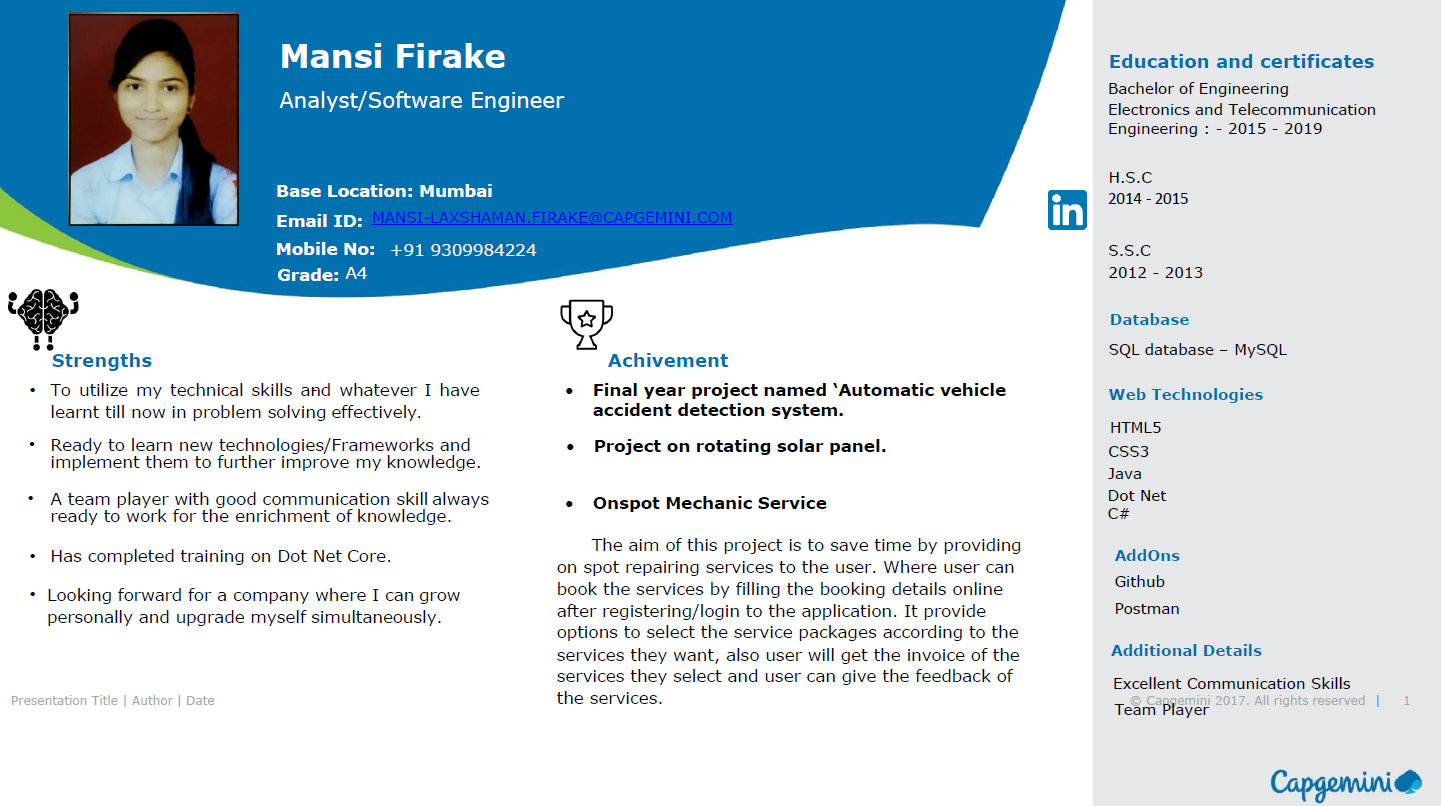 Mansi Firake
Analyst/Software Engineer
Base Location: Mumbai
Email ID: MANSI-LAXSHAMAN.FIRAKE@CAPGEMINI.COM
Mobile No: +91 9309984224
Grade: A4
Strengths
• To utilize my technical skills and whatever I have
learnt till now in problem solving effectively.
• Ready to learn new technologies/Frameworks and
implement them to further improve my knowledge.
• A team player with good communication skill always
ready to work for the enrichment of knowledge.
• Has completed training on Dot Net Core.
• Looking forward for a company where I can grow
personally and upgrade myself simultaneously.
Achivement
• Final year project named ‘Automatic vehicle
accident detection system.
• Project on rotating solar panel.
• Onspot Mechanic Service
The aim of this project is to save time by providing
on spot repairing services to the user. Where user can
book the services by filling the booking details online
after registering/login to the application. It provide
options to select the service packages according to the
services they want, also user will get the invoice of the
services they select and user can give the feedback of
the services.
in
Education and certificates
Bachelor of Engineering
Electronics and Telecommunication
Engineering : - 2015 - 2019
H.S.C
2014 - 2015
S.S.C
2012 - 2013
Database
SQL database – MySQL
Web Technologies
HTML5
CSS3
Java
Dot Net
C#
AddOns
Github
Postman
Additional Details
Excellent Communication Skills
Team Player
Presentation Title | Author | Date
© Capgemini 2017. All rights reserved | 1
Capgemini